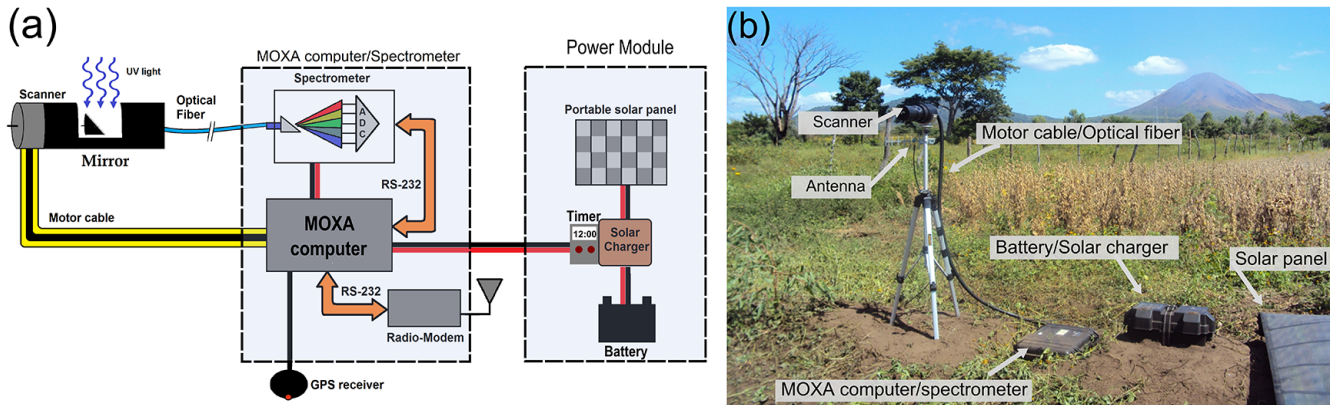 (a)
MOXA computer/Spectrometer
Power Module
Scanner
UV light
Optical
Fiber
Mirror
Motor cable
Spectrometer
A
D
C
RS-232
MOXA
computer
RS-232
Radio-Modem
GPS receiver
Portable solar panel
Timer
12:00
Solar
Charger
Battery
(b)
Scanner
Motor cable/Optical fiber
Antenna
Battery/Solar charger
Solar panel
MOXA computer/spectrometer